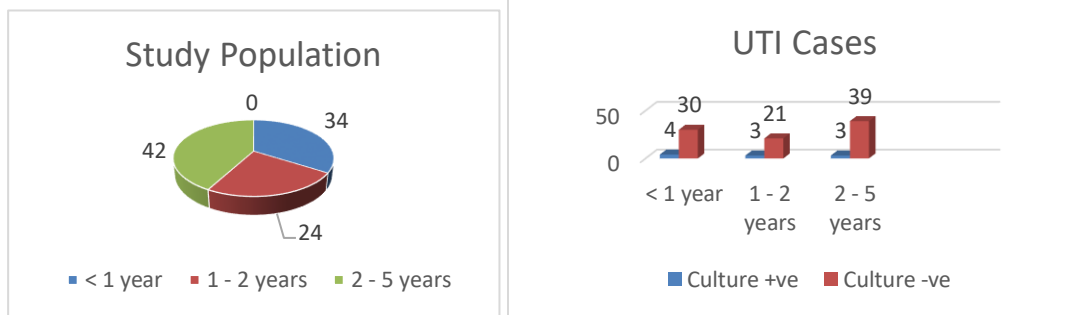 Study Population
0
34
42
24
< 1 year 1 - 2 years 2 - 5 years
UTI Cases
50
0
4 30
3 21
3 39
< 1 year 1 - 2 years 2 - 5 years
Culture +ve Culture -ve